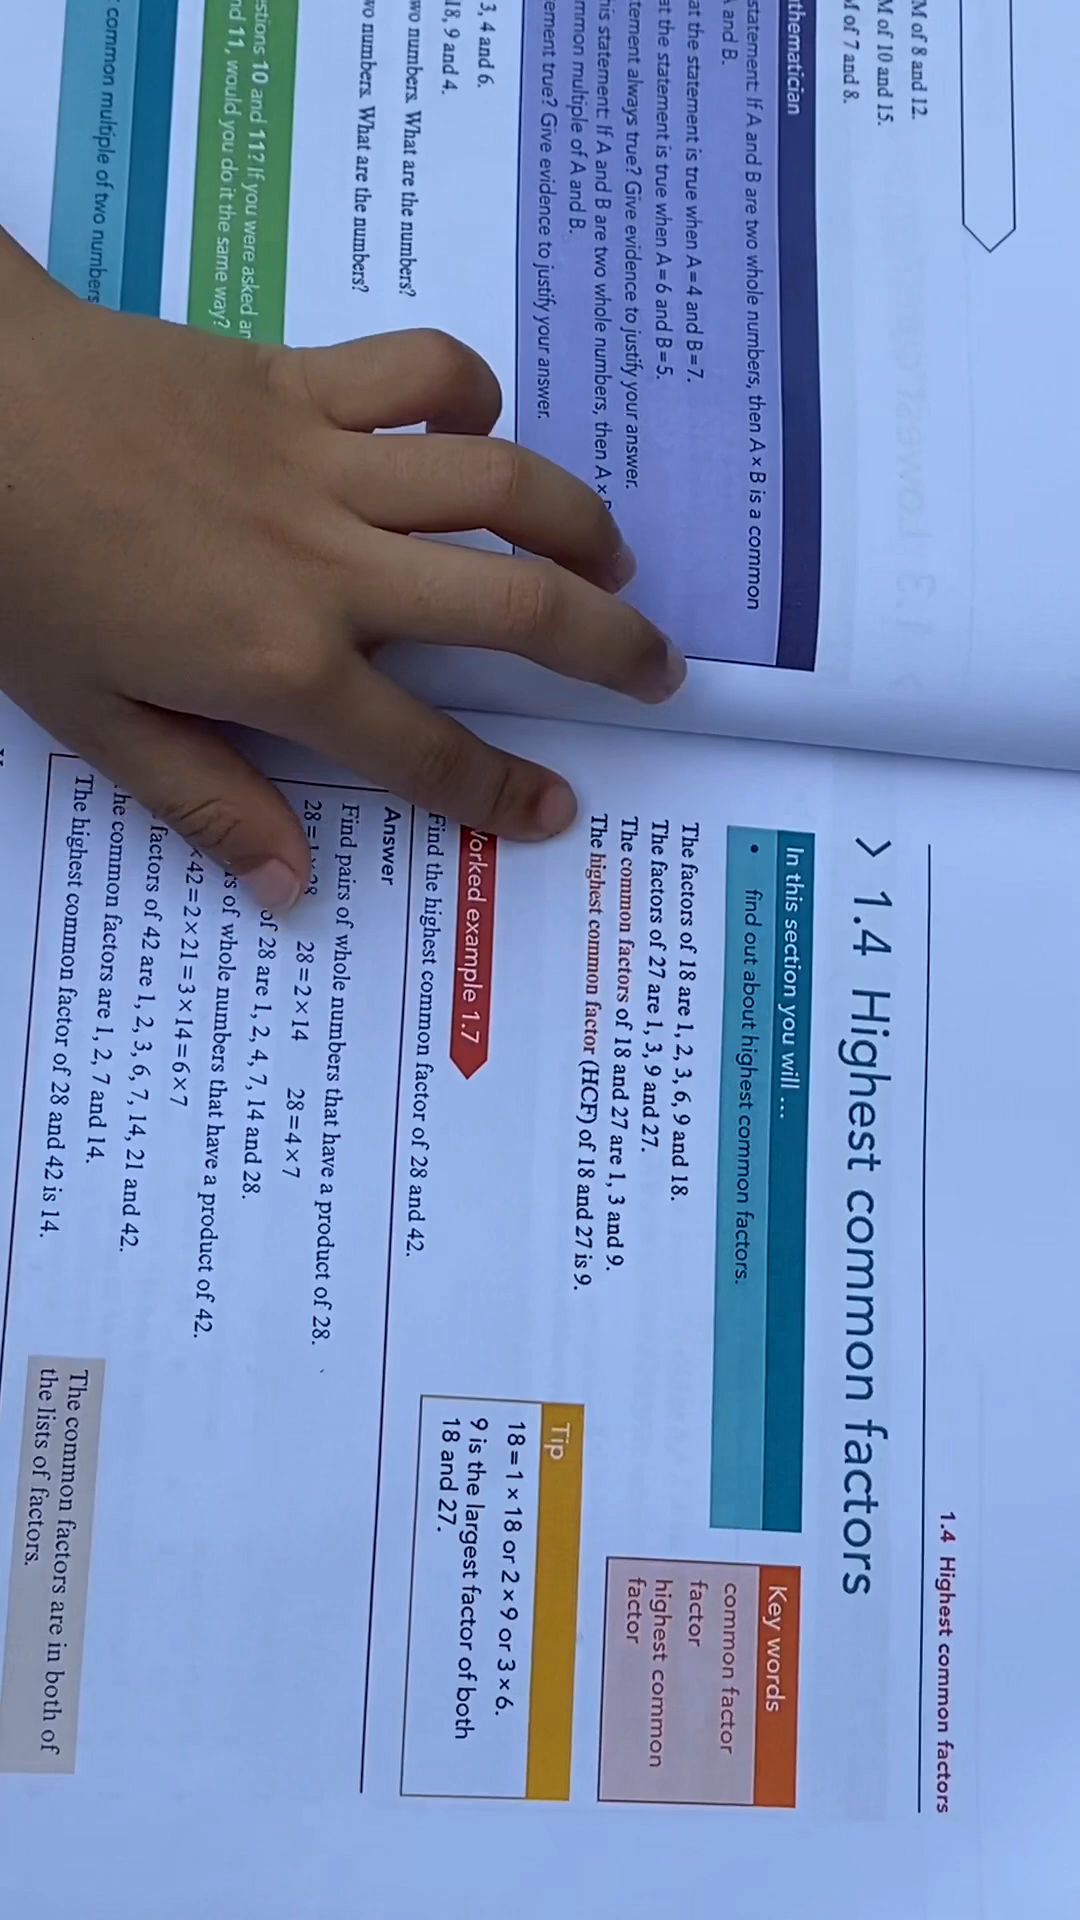 M of 8 and 12.
M of 10 and 15.
of 7 and 8.
thematician
statement: If A and B are two whole numbers, then A × B is a common
and B.
at the statement is true when A = 4 and B = 7.
at the statement is true when A = 6 and B = 5.
tement always true? Give evidence to justify your answer.
his statement: If A and B are two whole numbers, then A ×
mmon multiple of A and B.
ement true? Give evidence to justify your answer.
3, 4 and 6.
18, 9 and 4.
wo numbers. What are the numbers?
wo numbers. What are the numbers?
stions 10 and 11? If you were asked an
nd 11, would you do it the same way?
common multiple of two numbers
1.4 Highest common factors
› 1.4 Highest common factors
In this section you will ...
• find out about highest common factors.
Key words
common factor
factor
highest common
factor
The factors of 18 are 1, 2, 3, 6, 9 and 18.
The factors of 27 are 1, 3, 9 and 27.
The common factors of 18 and 27 are 1, 3 and 9.
The highest common factor (HCF) of 18 and 27 is 9.
Tip
18 = 1 × 18 or 2 × 9 or 3 × 6.
9 is the largest factor of both
18 and 27.
Worked example 1.7
Find the highest common factor of 28 and 42.
Answer
Find pairs of whole numbers that have a product of 28.
28 = 1 × 28 28 = 2 × 14 28 = 4 × 7
of 28 are 1, 2, 4, 7, 14 and 28.
rs of whole numbers that have a product of 42.
× 42 = 2 × 21 = 3 × 14 = 6 × 7
factors of 42 are 1, 2, 3, 6, 7, 14, 21 and 42.
he common factors are 1, 2, 7 and 14.
The highest common factor of 28 and 42 is 14.
The common factors are in both of
the lists of factors.